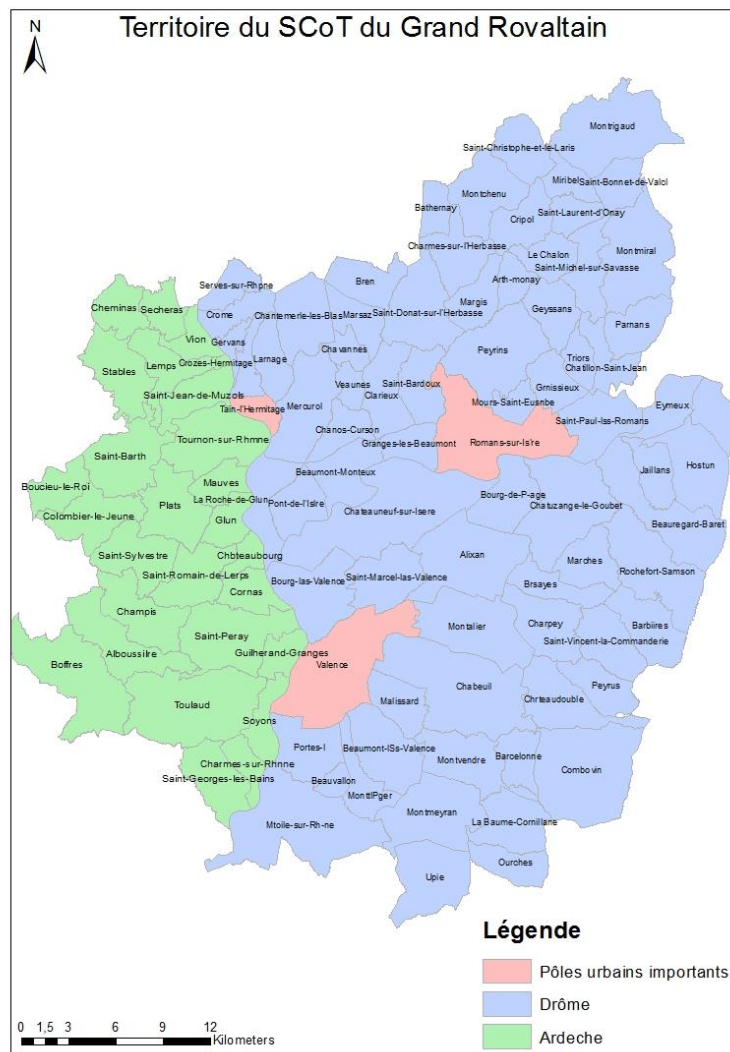 Territoire du SCoT du Grand Rovaltain
N
Montrigaud
Saint-Christophe-et-le-Laris
Miribel
Saint-Bonnet-de-Valcl
Montchenu
Bathernay
Cripol
Saint-Laurent-d'Onay
Charmes-sur-l'Herbasse
Le Chalon
Montmiral
Saint-Michel-sur-Savasse
Arth-monay
Serves-sur-Rhpne
Bren
Margis
Geyssans
Cheminas
Secheras
Crome
Chantemerle-les-Blas
Marsaz
Saint-Donat-sur-l'Herbasse
Parnans
Vion
Gervans
Chavannes
Peyrins
Triors
Lemps
Crozes-Hermitage
Larnage
Chatillon-Saint-Jean
Stables
Veaunes
Saint-Bardoux
Grnissieux
Saint-Jean-de-Muzols
Clarieux
Mours-Saint-Eusnbe
Eymeux
Tain-l'Hermitage
Mercurol
Saint-Paul-lss-Romans
Chanos-Curson
Tournon-sur-Rhmne
Granges-les-Beaumont
Romans-sur-Is're
Saint-Barth
Hostun
Jaillans
Beaumont-Monteux
Boucieu-le-Roi
Mauves
Bourg-de-P-age
La Roche-de-Glun
Pont-de-l'Isire
Plats
Chateauneuf-sur-Isere
Chatuzange-le-Goubet
Colombier-le-Jeune
Glun
Beauregard-Baret
Saint-Sylvestre
Chbteaubourg
Alixan
Marches
Saint-Romain-de-Lerps
Bourg-las-Valence
Saint-Marcel-las-Valence
Rochefort-Samson
Brsayes
Cornas
Champis
Charpey
Barbiires
Montalier
Saint-Peray
Saint-Vincent-la-Commanderie
Alboussilre
Guilherand-Granges
Boffres
Valence
Chabeuil
Peyrus
Malissard
Chrteaudouble
Toulaud
Soyons
Portes-l
Beaumont-lSs-Valence
Barcelonne
Montvendre
Charmes-sur-Rhnne
Combovin
Saint-Georges-les-Bains
Beauvallon
MonttlPger
Montmeyran
La Baume-Cornillane
Mtoile-sur-Rh-ne
Ourches
Upie
Légende
Pôles urbains importants
Drôme
Ardeche
0 1,5 3 6 9 12
Kilometers